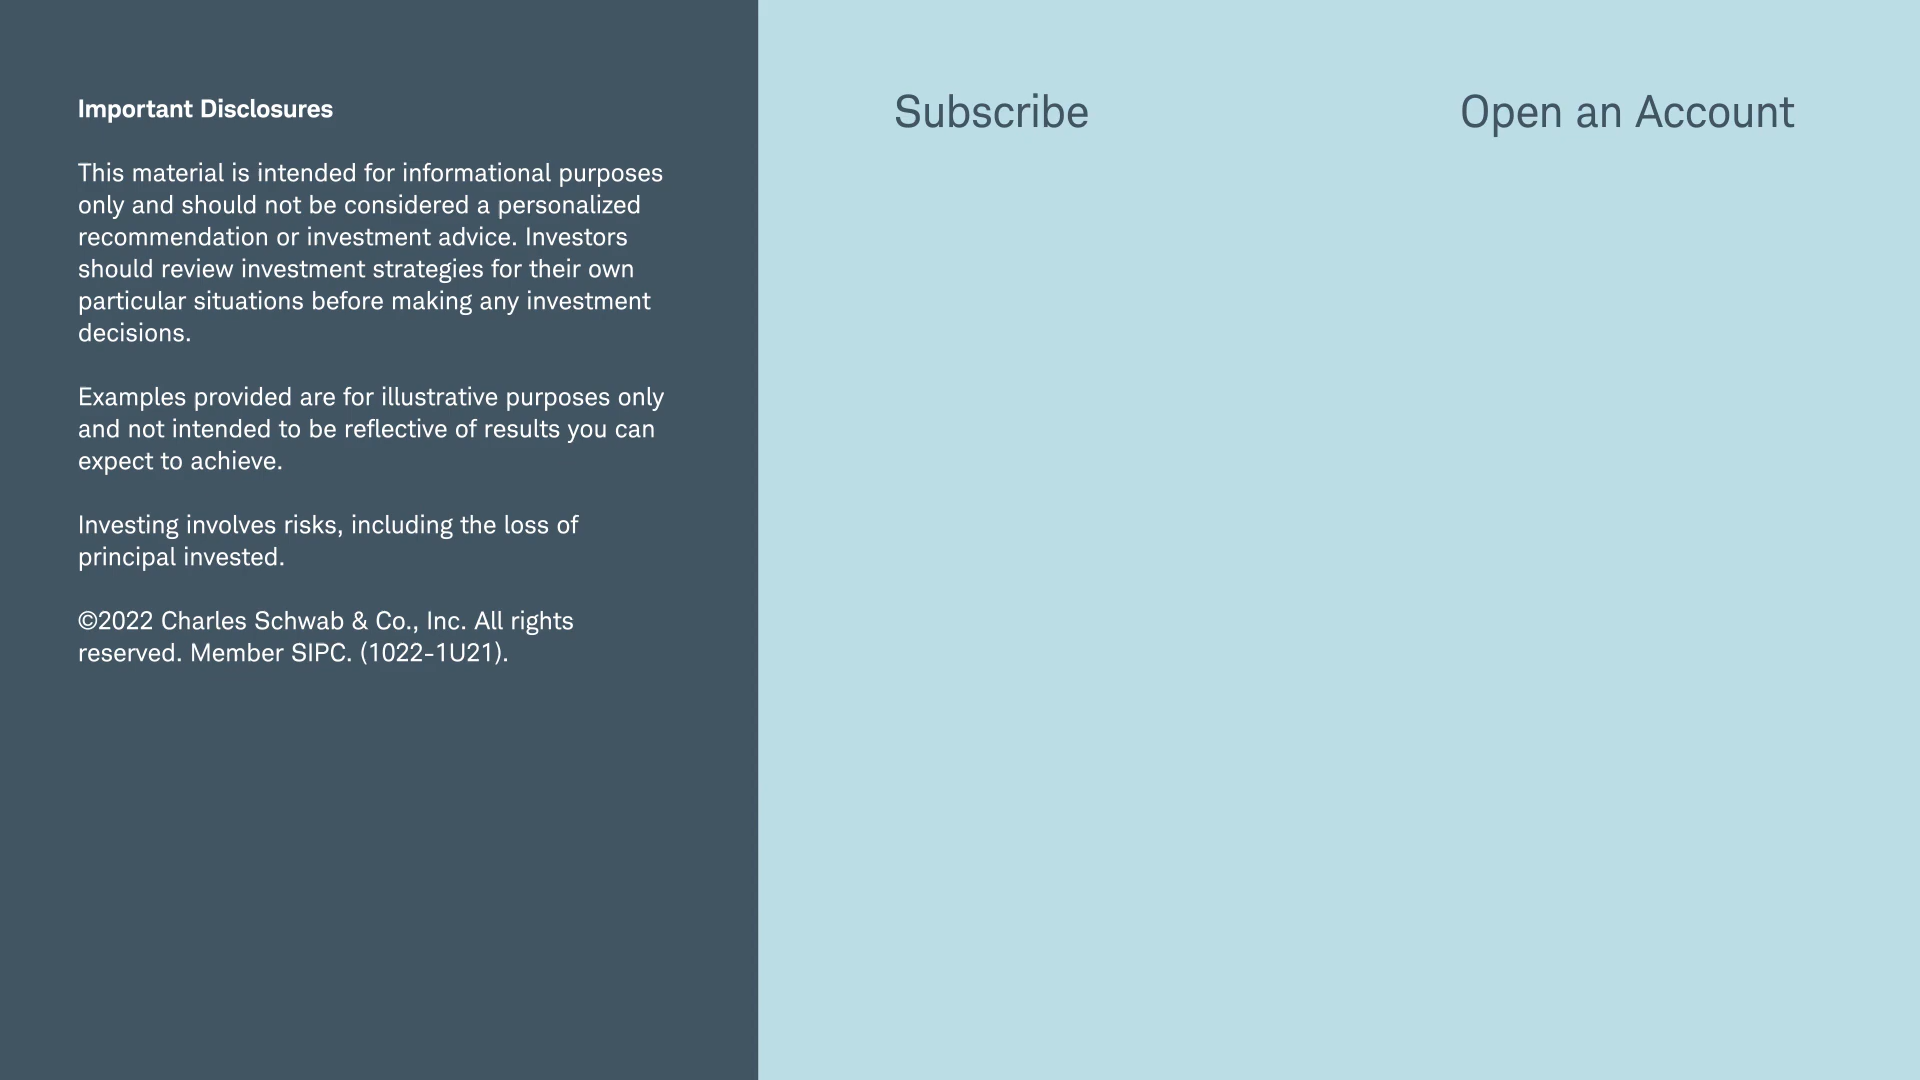 Important Disclosures
This material is intended for informational purposes
only and should not be considered a personalized
recommendation or investment advice. Investors
should review investment strategies for their own
particular situations before making any investment
decisions.
Examples provided are for illustrative purposes only
and not intended to be reflective of results you can
expect to achieve.
Investing involves risks, including the loss of
principal invested.
©2022 Charles Schwab & Co., Inc. All rights
reserved. Member SIPC. (1022-1U21).
Subscribe
Open an Account